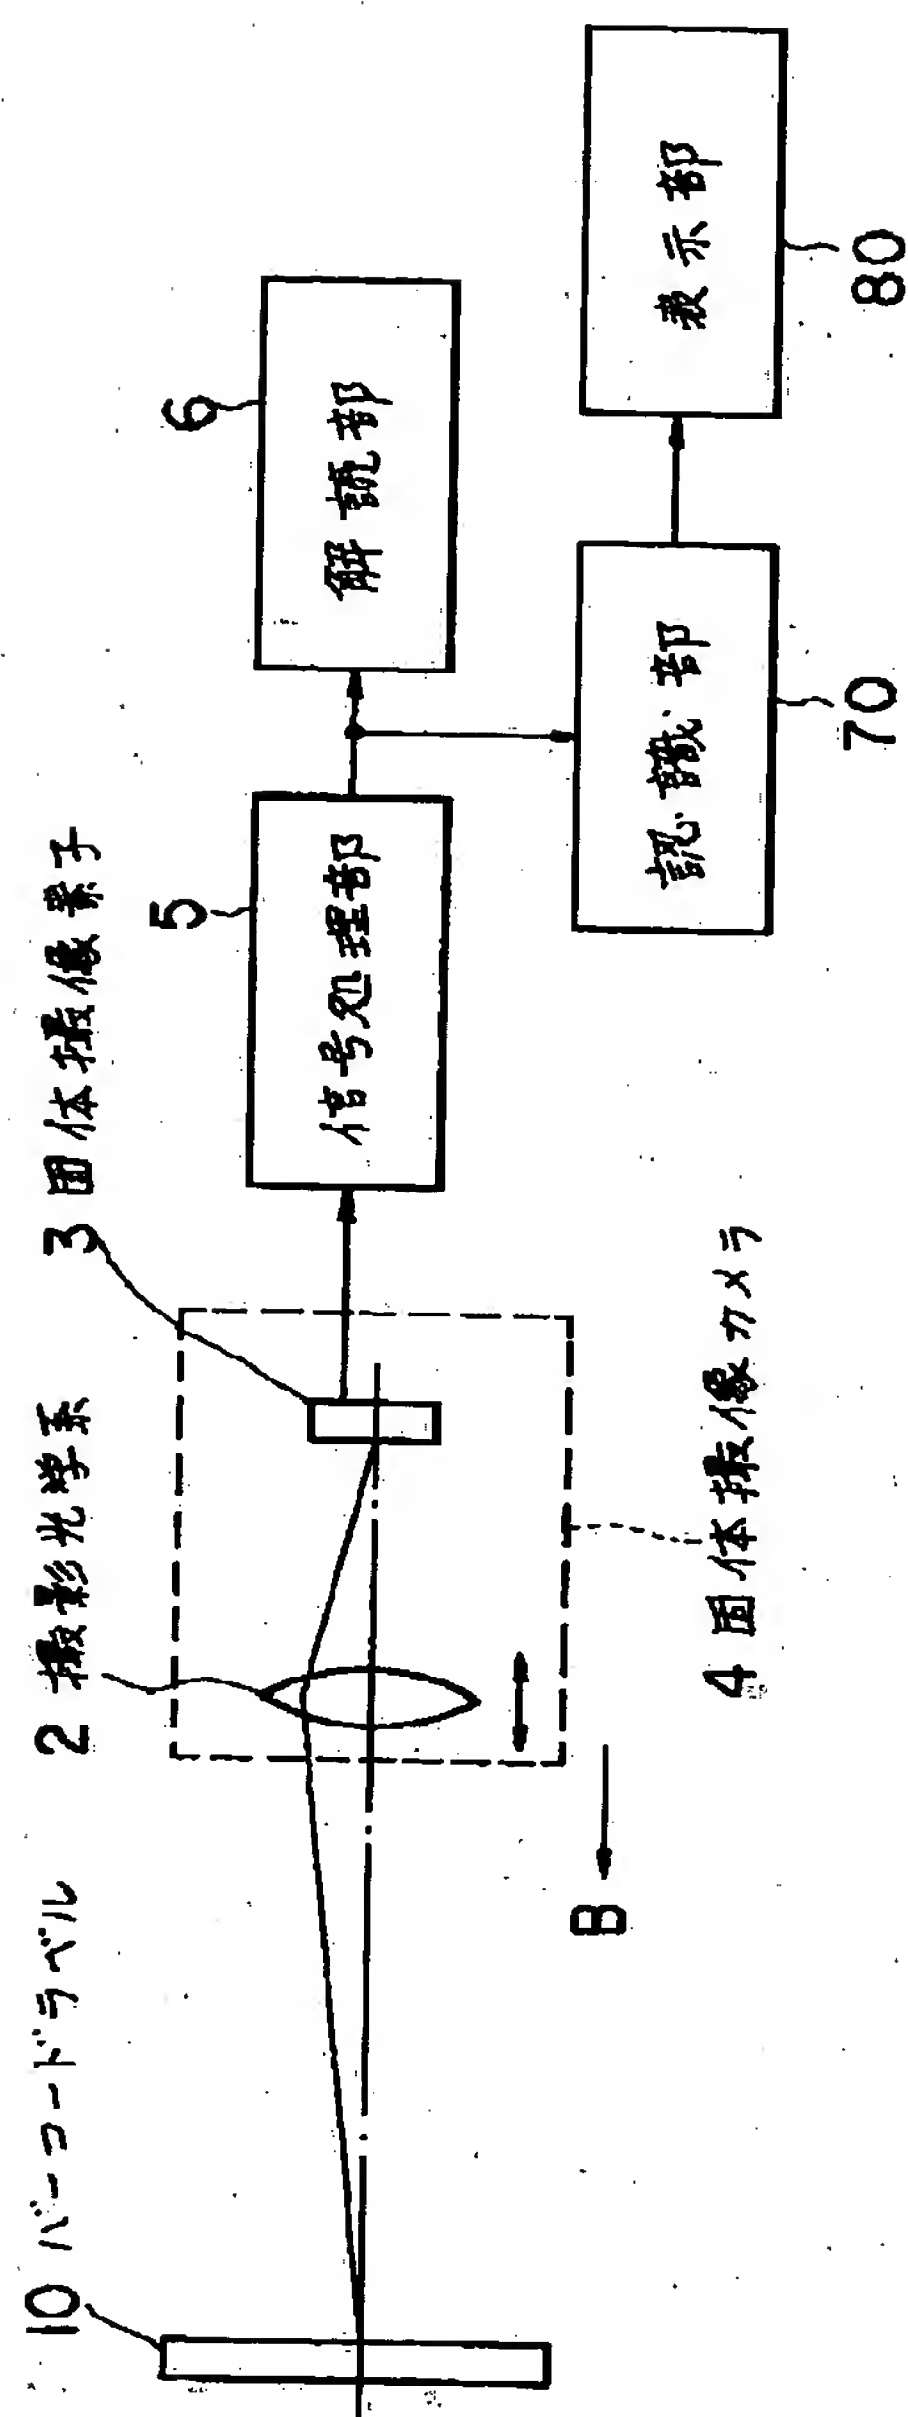 10 バーコードラベル
2 撮影光学系
3 固体撮像素子
5
信号処理部
6
解読部
4 固体撮像カメラ
B
認識部
70
表示部
80